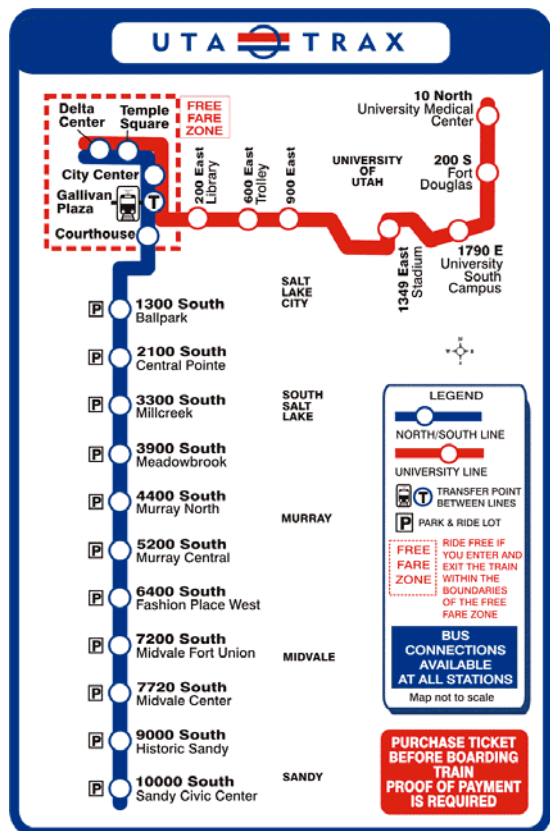 UTA TRAX
Delta
Center
Temple
Square
FREE
FARE
ZONE
City Center
Gallivan
Plaza
T
Courthouse
200 East
Library
600 East
Trolley
900 East
UNIVERSITY
OF
UTAH
10 North
University Medical
Center
200 S
Fort
Douglas
1349 East
Stadium
1790 E
University
South
Campus
SALT
LAKE
CITY
P
1300 South
Ballpark
P
2100 South
Central Pointe
SOUTH
SALT
LAKE
P
3300 South
Millcreek
P
3900 South
Meadowbrook
P
4400 South
Murray North
MURRAY
P
5200 South
Murray Central
P
6400 South
Fashion Place West
P
7200 South
Midvale Fort Union
MIDVALE
P
7720 South
Midvale Center
P
9000 South
Historic Sandy
P
10000 South
Sandy Civic Center
SANDY
LEGEND
NORTH/SOUTH LINE
UNIVERSITY LINE
T TRANSFER POINT
BETWEEN LINES
P PARK & RIDE LOT
FREE
FARE
ZONE
RIDE FREE IF
YOU ENTER AND
EXIT THE TRAIN
WITHIN THE
BOUNDARIES
OF THE FREE
FARE ZONE
BUS
CONNECTIONS
AVAILABLE
AT ALL STATIONS
Map not to scale
PURCHASE TICKET
BEFORE BOARDING
TRAIN
PROOF OF PAYMENT
IS REQUIRED